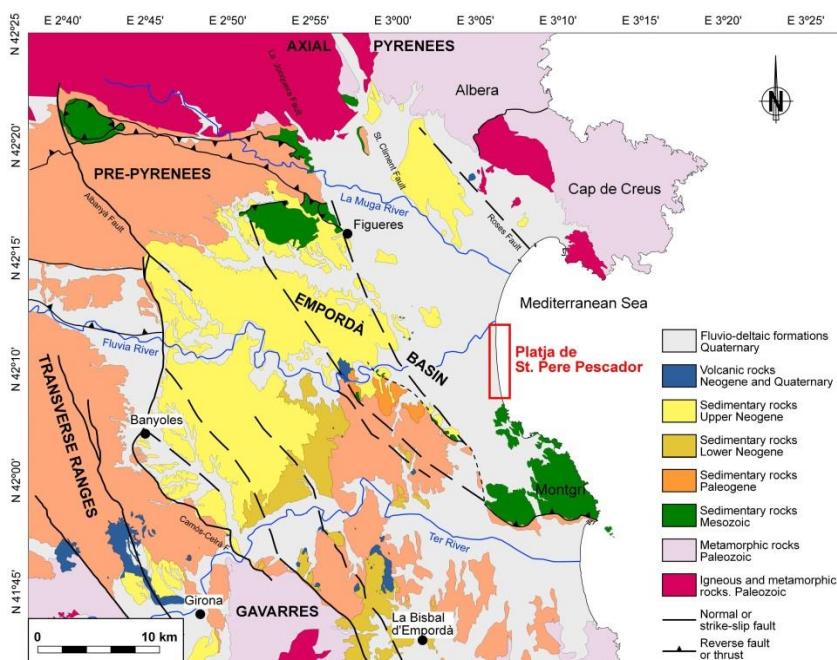 E 2°40'
E 2°45'
E 2°50'
E 2°55'
E 3°00'
E 3°05'
E 3°06'
E 3°10'
E 3°20'
E 3°25'
N 42°25'
N 42°20'
N 42°15'
N 42°10'
N 42°00'
N 41°45'
AXIAL PYRENEES
La Jonquera Fault
Albera
N
St.Climent Fault
PRE-PYRENEES
Cap de Creus
La Muga River
Albanyà Fault
Roses Fault
Figueres
EMPORDÀ
BASIN
Mediterranean Sea
Fluvia River
Platja de
St. Pere Pescador
TRANSVERSE RANGES
Banyoles
Montgrí
Camós-Celrà F.
Ter River
Girona
GAVARRES
La Bisbal
d'Empordà
0 10 km
Fluvio-deltaic formations
Quaternary
Volcanic rocks
Neogene and Quaternary
Sedimentary rocks
Upper Neogene
Sedimentary rocks
Lower Neogene
Sedimentary rocks
Paleogene
Sedimentary rocks
Mesozoic
Metamorphic rocks
Paleozoic
Igneous and metamorphic
rocks. Paleozoic
Normal or
strike-slip fault
Reverse fault
or thrust